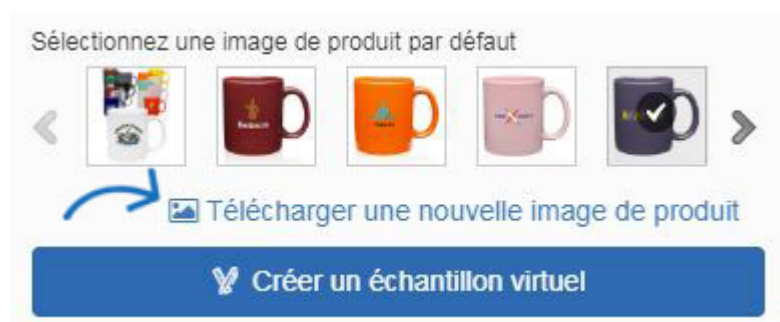 Sélectionnez une image de produit par défaut
Télécharger une nouvelle image de produit
Créer un échantillon virtuel